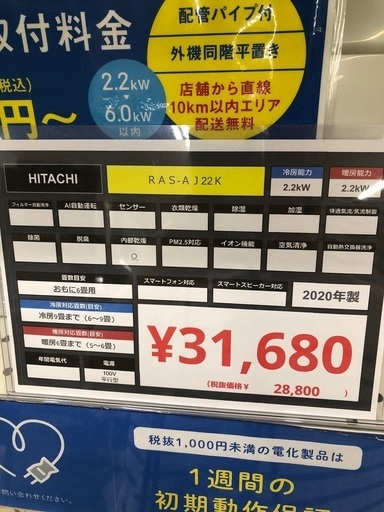 配管パイプ付
取付料金
外機同階平置き
税込)
円～
2.2kW
6.0kW
以内
店舗から直線
10km以内エリア
配送無料
HITACHI
RAS-AJ22K
冷房能力
2.2kW
暖房能力
2.2kW
フィルター自動洗浄
AI自動運転
センサー
衣類乾燥
除湿
加湿
快適気流/気流制御
除菌
脱臭
内部乾燥
○
PM2.5対応
イオン機能
空気清浄
自動熱交換器洗浄
畳数目安
おもに6畳用
スマートフォン対応
スマートスピーカー対応
2020年製
冷房対応畳数(目安)
冷房9畳まで(6～9畳)
暖房対応畳数(目安)
暖房6畳まで(5～6畳)
¥31,680
(税抜価格¥ 28,800 )
年間電気代
電源
100V
平行型
税抜1,000円未満の電化製品は
1週間の
初期動作保証
い合わせください。